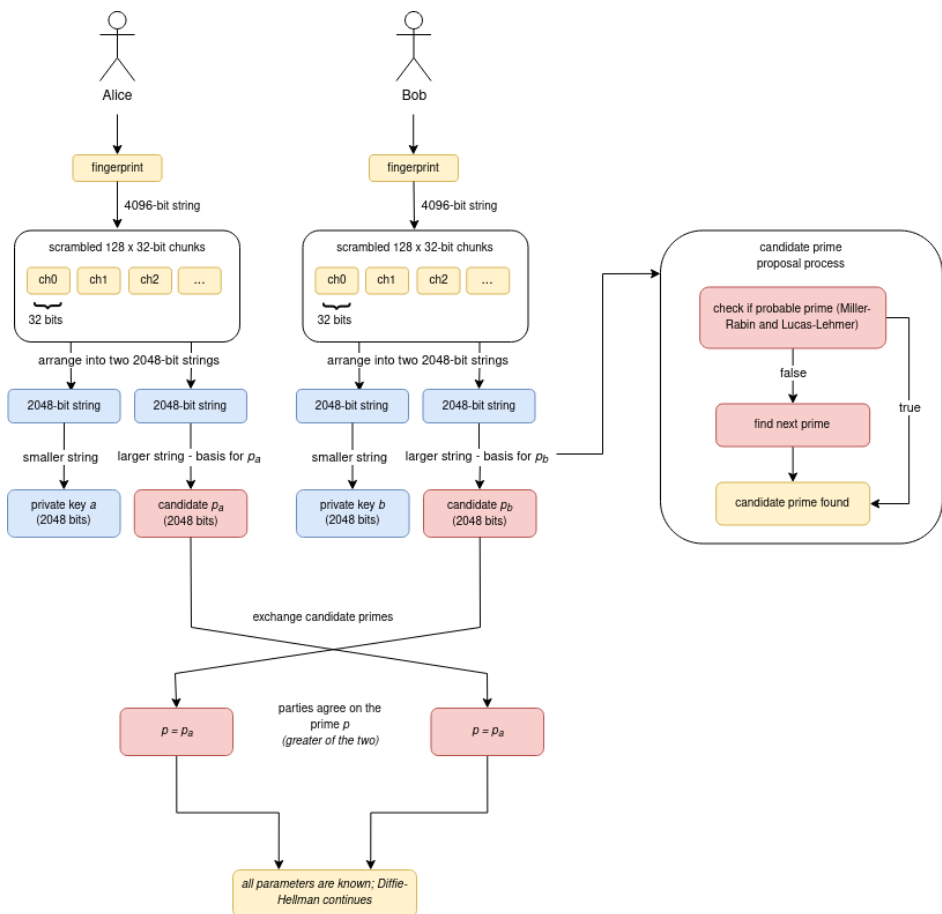 Alice
Bob
fingerprint
fingerprint
4096-bit string
4096-bit string
scrambled 128 x 32-bit chunks
ch0
ch1
ch2
...
32 bits
scrambled 128 x 32-bit chunks
ch0
ch1
ch2
...
32 bits
candidate prime
proposal process
check if probable prime (Miller-
Rabin and Lucas-Lehmer)
false
true
find next prime
candidate prime found
arrange into two 2048-bit strings
arrange into two 2048-bit strings
2048-bit string
2048-bit string
2048-bit string
2048-bit string
smaller string
larger string - basis for pa
smaller string
larger string - basis for pb
private key a
(2048 bits)
candidate pa
(2048 bits)
private key b
(2048 bits)
candidate pb
(2048 bits)
exchange candidate primes
p = pa
parties agree on the
prime p
(greater of the two)
p = pa
all parameters are known; Diffie-
Hellman continues